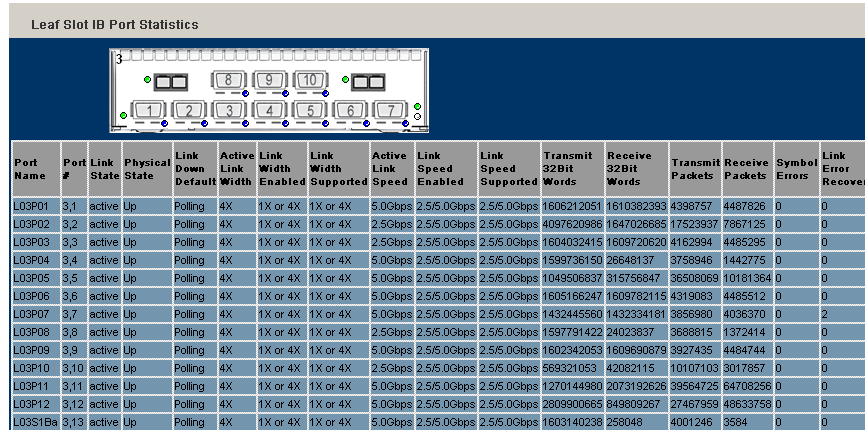 Leaf Slot IB Port Statistics
3
8 9 10
1 2 3 4 5 6 7
Port Name Port # Link State Physical State Link Down Default Active Link Width Link Width Enabled Link Width Supported Active Link Speed Link Speed Enabled Link Speed Supported Transmit 32Bit Words Receive 32Bit Words Transmit Packets Receive Packets Symbol Errors Link Error Recover
L03P01 3,1 active Up Polling 4X 1X or 4X 1X or 4X 5.0Gbps 2.5/5.0Gbps 2.5/5.0Gbps 1606212051 1610382393 4398757 4487826 0 0
L03P02 3,2 active Up Polling 4X 1X or 4X 1X or 4X 2.5Gbps 2.5/5.0Gbps 2.5/5.0Gbps 4097620986 1647026685 17523937 7867125 0 0
L03P03 3,3 active Up Polling 4X 1X or 4X 1X or 4X 2.5Gbps 2.5/5.0Gbps 2.5/5.0Gbps 1604032415 1609720620 4162994 4485295 0 0
L03P04 3,4 active Up Polling 4X 1X or 4X 1X or 4X 5.0Gbps 2.5/5.0Gbps 2.5/5.0Gbps 1599736150 26648137 3758946 1442775 0 0
L03P05 3,5 active Up Polling 4X 1X or 4X 1X or 4X 5.0Gbps 2.5/5.0Gbps 2.5/5.0Gbps 1049506837 315756847 36508069 10181364 0 0
L03P06 3,6 active Up Polling 4X 1X or 4X 1X or 4X 5.0Gbps 2.5/5.0Gbps 2.5/5.0Gbps 1605166247 1609782115 4319083 4485512 0 0
L03P07 3,7 active Up Polling 4X 1X or 4X 1X or 4X 5.0Gbps 2.5/5.0Gbps 2.5/5.0Gbps 1432445560 1432334181 3856980 4036370 0 2
L03P08 3,8 active Up Polling 4X 1X or 4X 1X or 4X 2.5Gbps 2.5/5.0Gbps 2.5/5.0Gbps 1597791422 24023837 3688815 1372414 0 0
L03P09 3,9 active Up Polling 4X 1X or 4X 1X or 4X 5.0Gbps 2.5/5.0Gbps 2.5/5.0Gbps 1602342053 1609690879 3927435 4484744 0 0
L03P10 3,10 active Up Polling 4X 1X or 4X 1X or 4X 2.5Gbps 2.5/5.0Gbps 2.5/5.0Gbps 569321053 42082115 10107103 3017857 0 0
L03P11 3,11 active Up Polling 4X 1X or 4X 1X or 4X 5.0Gbps 2.5/5.0Gbps 2.5/5.0Gbps 1270144980 2073192626 39564725 64708256 0 0
L03P12 3,12 active Up Polling 4X 1X or 4X 1X or 4X 5.0Gbps 2.5/5.0Gbps 2.5/5.0Gbps 2809900665 849809267 27467959 48633758 0 0
L03S1Ba 3,13 active Up Polling 4X 1X or 4X 1X or 4X 5.0Gbps 2.5/5.0Gbps 2.5/5.0Gbps 1603140238 258048 4001246 3584 0 0